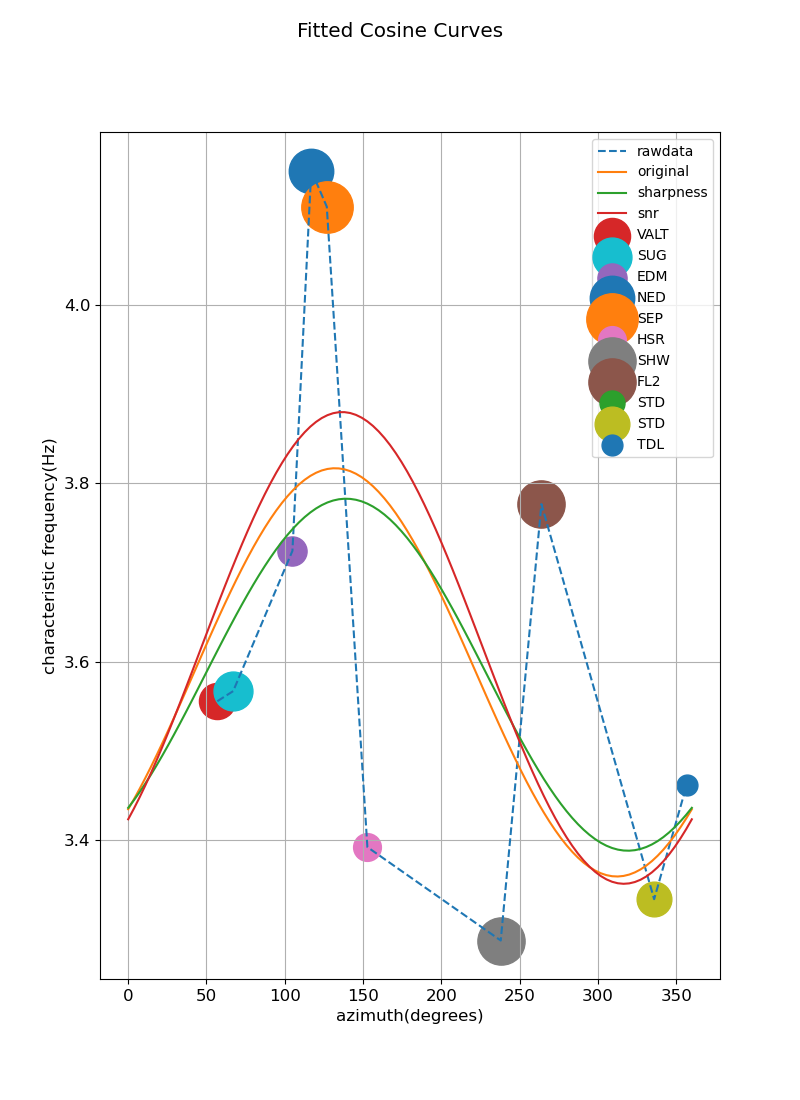 Fitted Cosine Curves
rawdata
original
sharpness
snr
VALT
SUG
EDM
NED
SEP
HSR
SHW
FL2
STD
STD
TDL
4.0
3.8
3.6
3.4
characteristic frequency(Hz)
0 50 100 150 200 250 300 350
azimuth(degrees)